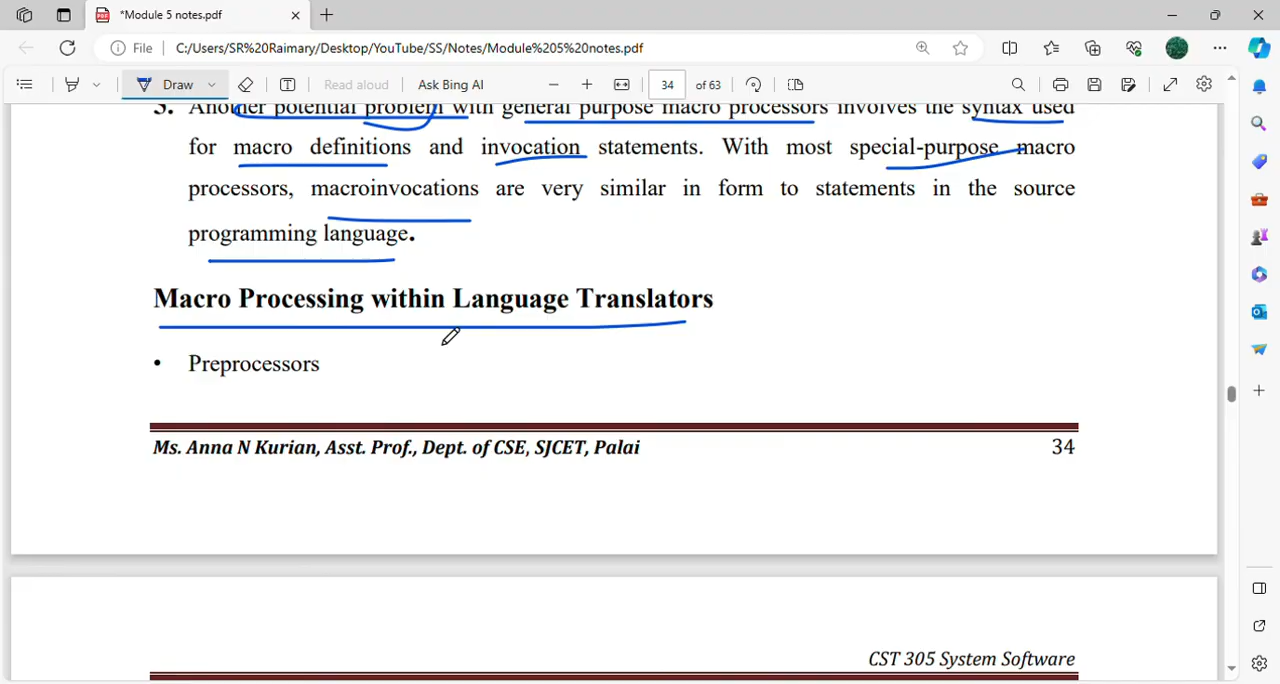 *Module 5 notes.pdf
File C:/Users/SR%20Raimary/Desktop/YouTube/SS/Notes/Module%205%20notes.pdf
Draw Read aloud Ask Bing AI 34 of 63
5. Another potential problem with general purpose macro processors involves the syntax used
for macro definitions and invocation statements. With most special-purpose macro
processors, macroinvocations are very similar in form to statements in the source
programming language.
Macro Processing within Language Translators
• Preprocessors
Ms. Anna N Kurian, Asst. Prof., Dept. of CSE, SJCET, Palai 34
CST 305 System Software